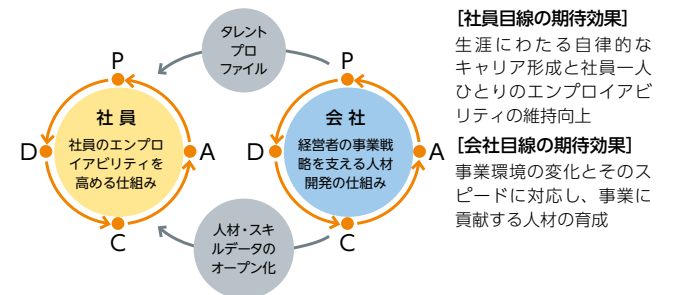 タレント
プロ
ファイル
P
社員
社員のエンプロ
イアビリティを
高める仕組み
D
A
C
P
会社
経営者の事業戦
略を支える人材
開発の仕組み
D
A
C
人材・スキ
ルデータの
オープン化
[社員目線の期待効果]
生涯にわたる自律的な
キャリア形成と社員一人
ひとりのエンプロイアビ
リティの維持向上
[会社目線の期待効果]
事業環境の変化とそのス
ピードに対応し、事業に
貢献する人材の育成